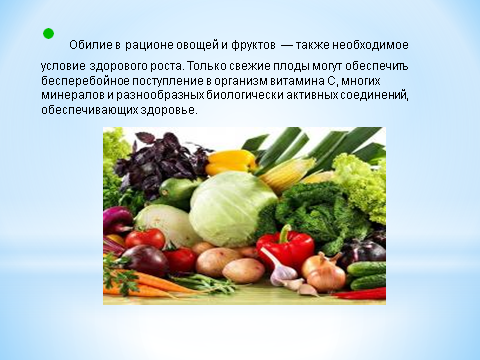 Обилие в рационе овощей и фруктов — также необходимое
условие здорового роста. Только свежие плоды могут обеспечить
бесперебойное поступление в организм витамина С, многих
минералов и разнообразных биологически активных соединений,
обеспечивающих здоровье.